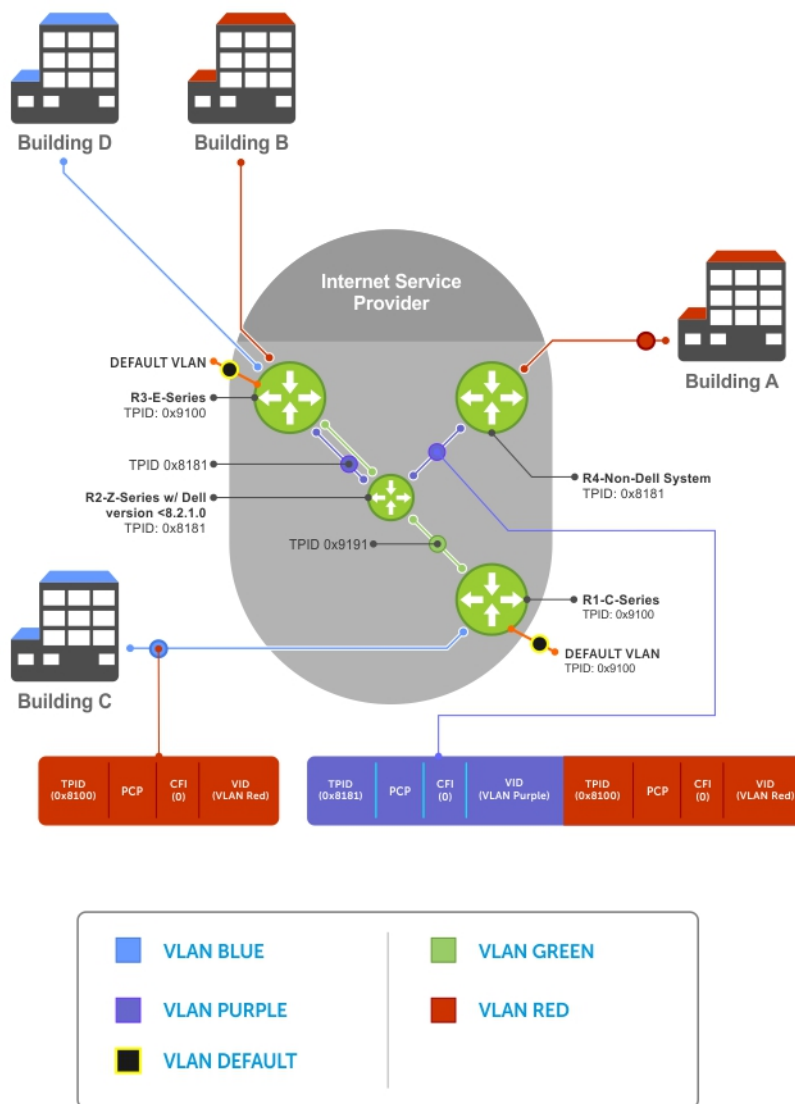 Building D
Building B
Internet Service
Provider
Building A
DEFAULT VLAN
R3-E-Series
TPID: 0x9100
TPID 0x8181
R4-Non-Dell System
TPID: 0x8181
R2-Z-Series w/ Dell
version <8.2.1.0
TPID: 0x8181
TPID 0x9191
R1-C-Series
TPID: 0x9100
DEFAULT VLAN
TPID: 0x9100
Building C
TPID
(0x8100)
PCP
CFI
(0)
VID
(VLAN Red)
TPID
(0x8181)
PCP
CFI
(0)
VID
(VLAN Purple)
TPID
(0x8100)
PCP
CFI
(0)
VID
(VLAN Red)
VLAN BLUE
VLAN GREEN
VLAN PURPLE
VLAN RED
VLAN DEFAULT